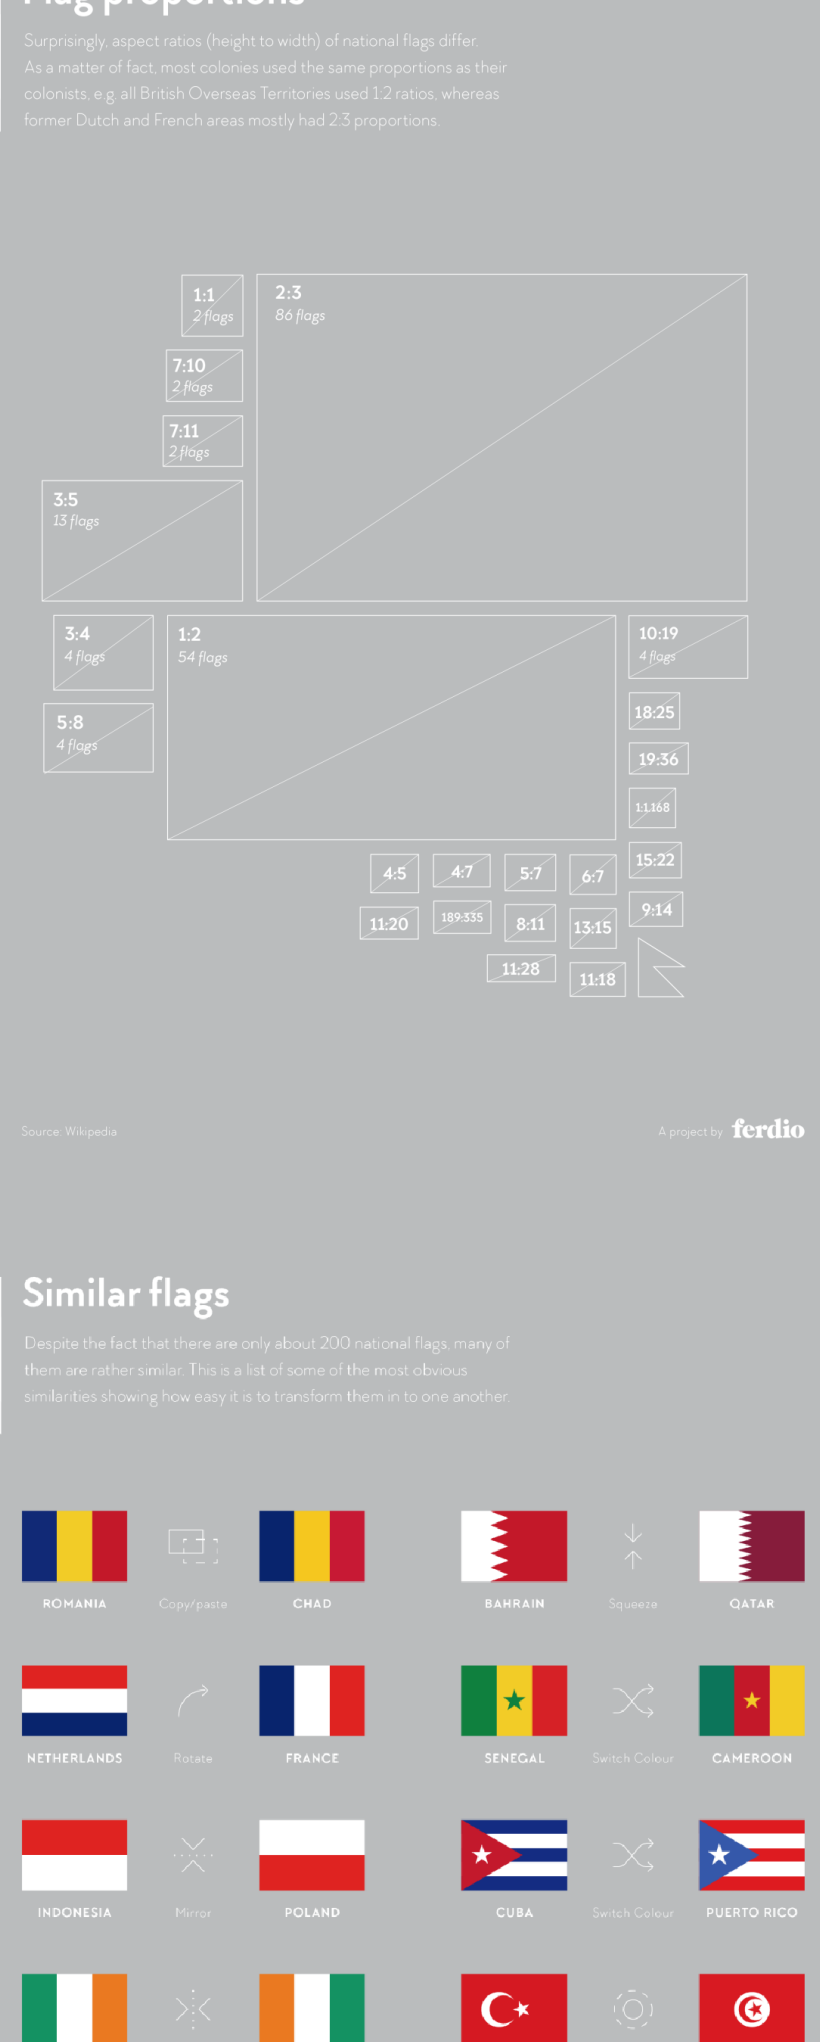 Flag proportions
Surprisingly, aspect ratios (height to width) of national flags differ.
As a matter of fact, most colonies used the same proportions as their
colonists, e.g. all British Overseas Territories used 1:2 ratios, whereas
former Dutch and French areas mostly had 2:3 proportions.
1:1
2 flags
2:3
86 flags
7:10
2 flags
7:11
2 flags
3:5
13 flags
3:4
4 flags
1:2
54 flags
10:19
4 flags
5:8
4 flags
18:25
19:36
1:1.168
15:22
9:14
4:5
4:7
5:7
6:7
11:20
189:335
8:11
13:15
11:28
11:18
Source: Wikipedia
A project by ferdio
Similar flags
Despite the fact that there are only about 200 national flags, many of
them are rather similar. This is a list of some of the most obvious
similarities showing how easy it is to transform them in to one another.
ROMANIA
Copy/paste
CHAD
BAHRAIN
Squeeze
QATAR
NETHERLANDS
Rotate
FRANCE
SENEGAL
Switch Colour
CAMEROON
INDONESIA
Mirror
POLAND
CUBA
Switch Colour
PUERTO RICO